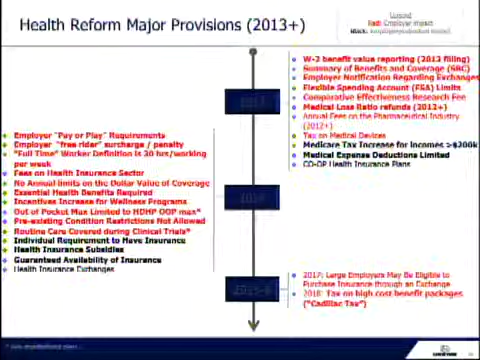 Health Reform Major Provisions (2013+)
Legend
Red: Employer Impact
W-2 benefit value reporting (2013 filing)
Summary of Benefits and Coverage (SBC)
Employer Notification Regarding Exchanges
Flexible Spending Account (FSA) Limits
Comparative Effectiveness Research Fee
Medical Loss Ratio refunds (2012+)
Annual Fees on the Pharmaceutical Industry
(2012+)
Tax on Medical Devices
Medicare Tax Increase for incomes >$200k
Medical Expense Deductions Limited
CO-OP Health Insurance Plans
2013
Employer "Pay or Play" Requirements
Employer "free rider" surcharge / penalty
"Full Time" Worker Definition is 30 hrs/working
per week
Fees on Health Insurance Sector
No Annual limits on the Dollar Value of Coverage
Essential Health Benefits Required
Incentives Increase for Wellness Programs
Out of Pocket Max Limited to HDHP OOP max*
Pre-existing Condition Restrictions Not Allowed
Routine Care Covered during Clinical Trials*
Individual Requirement to Have Insurance
Health Insurance Subsidies
Guaranteed Availability of Insurance
Health Insurance Exchanges
2014
2017: Large Employers May Be Eligible to
Purchase Insurance through an Exchange
2018: Tax on high cost benefit packages
("Cadillac Tax")